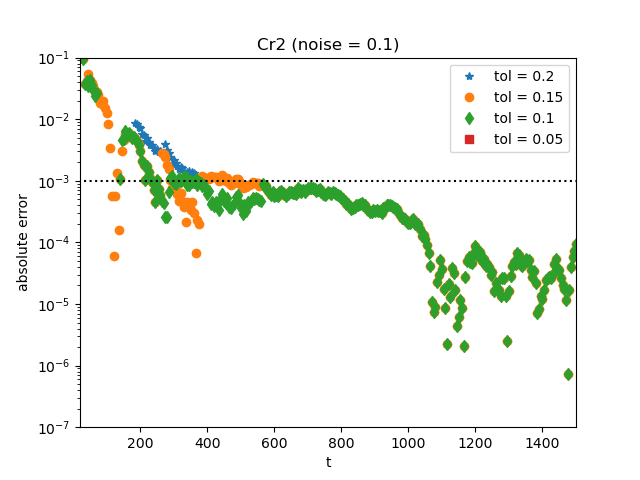 Cr2 (noise = 0.1)
10⁻¹
10⁻²
10⁻³
10⁻⁴
10⁻⁵
10⁻⁶
10⁻⁷
absolute error
tol = 0.2
tol = 0.15
tol = 0.1
tol = 0.05
200 400 600 800 1000 1200 1400
t